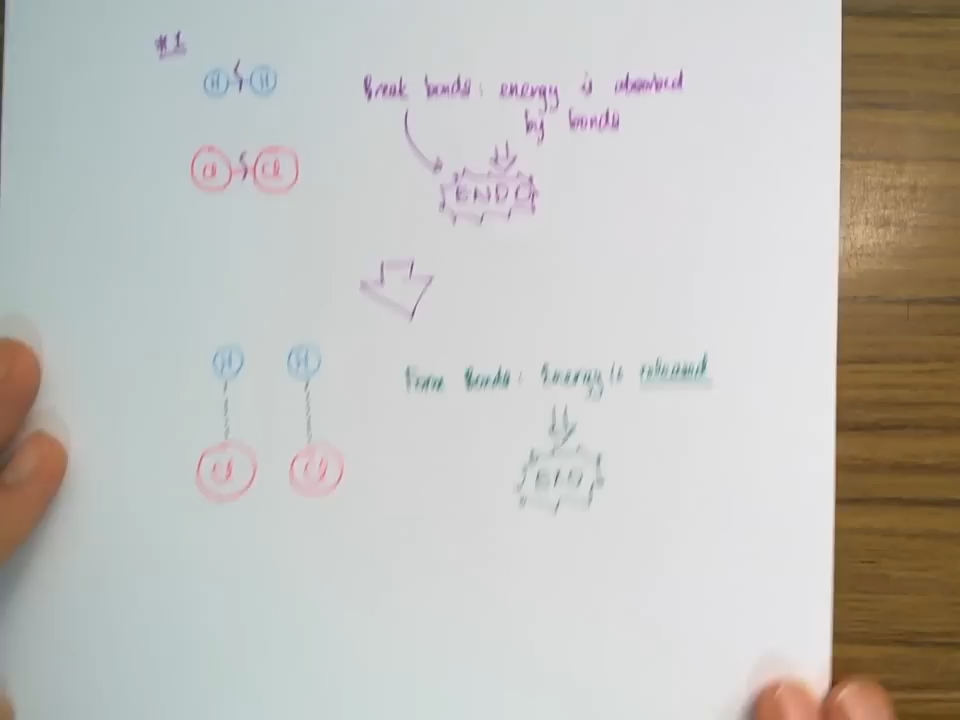 #1
H H
Break bonds: energy is absorbed
by bonds
Cl Cl
ENDO
H H
Form Bonds: Energy is released
Cl Cl
EXO